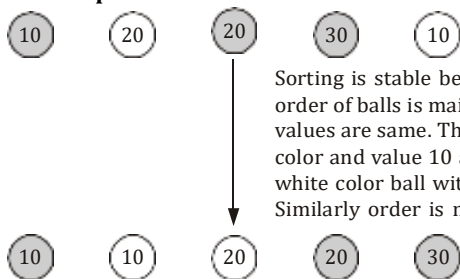 10 20 20 30 10
Sorting is stable be
order of balls is mai
values are same. Th
color and value 10
white color ball wit
Similarly order is
10 10 20 20 30